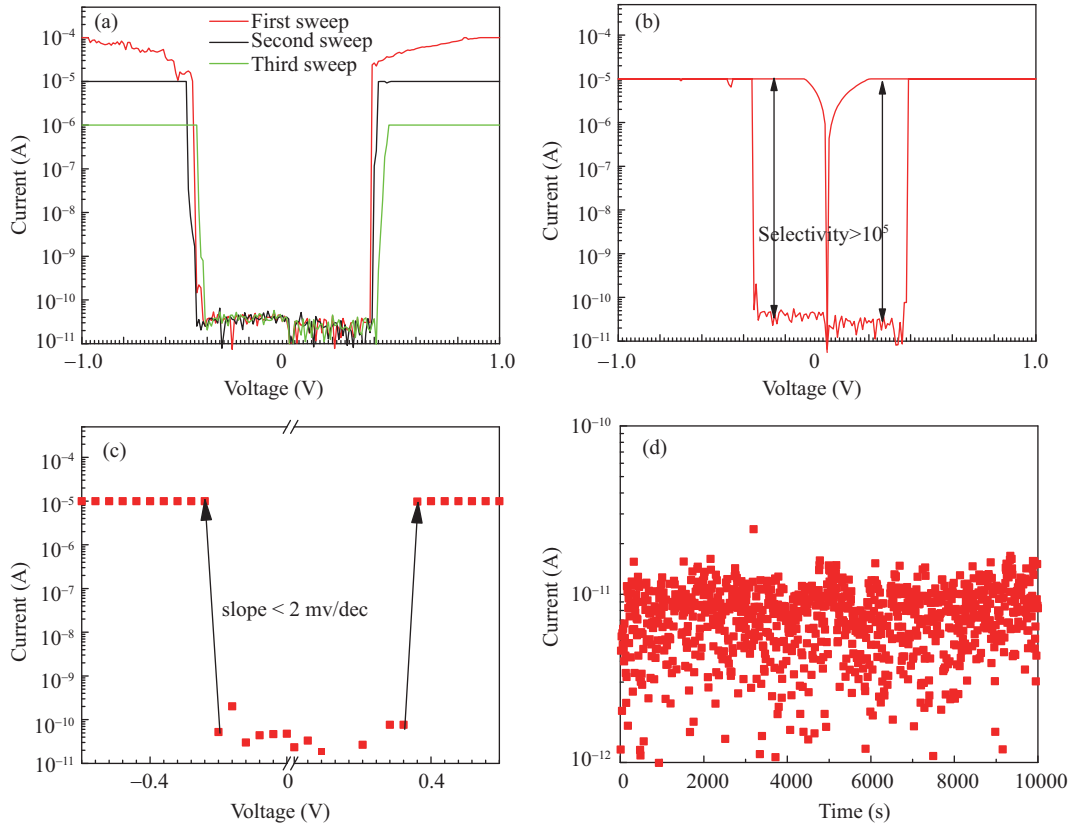 (a)
First sweep
Second sweep
Third sweep
10⁻⁴
10⁻⁵
10⁻⁶
10⁻⁷
10⁻⁸
10⁻⁹
10⁻¹⁰
10⁻¹¹
Current (A)
−1.0
0
1.0
Voltage (V)
(b)
10⁻⁴
10⁻⁵
10⁻⁶
10⁻⁷
10⁻⁸
10⁻⁹
10⁻¹⁰
10⁻¹¹
Current (A)
Selectivity>10⁵
−1.0
0
1.0
Voltage (V)
(c)
10⁻⁴
10⁻⁵
10⁻⁶
10⁻⁷
10⁻⁸
10⁻⁹
10⁻¹⁰
10⁻¹¹
Current (A)
slope < 2 mv/dec
−0.4
0
0.4
Voltage (V)
(d)
10⁻¹⁰
10⁻¹¹
10⁻¹²
Current (A)
0
2000
4000
6000
8000
10000
Time (s)